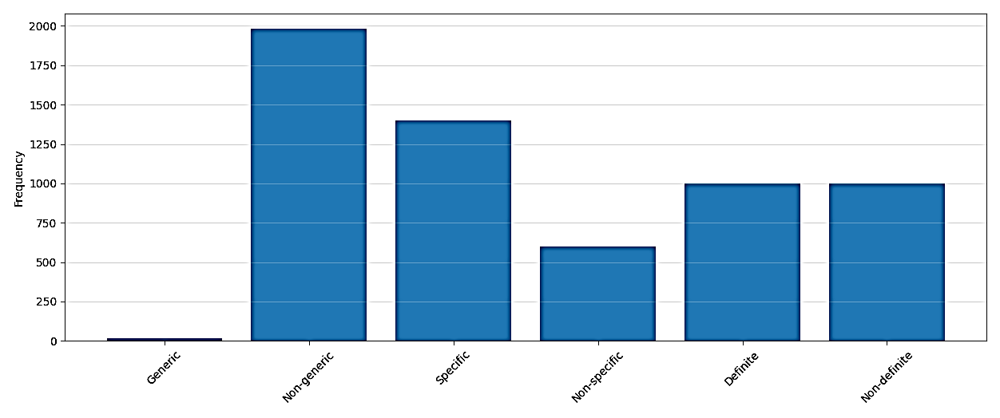 2000
1750
1500
1250
1000
750
500
250
0
Frequency
Generic
Non-generic
Specific
Non-specific
Definite
Non-definite